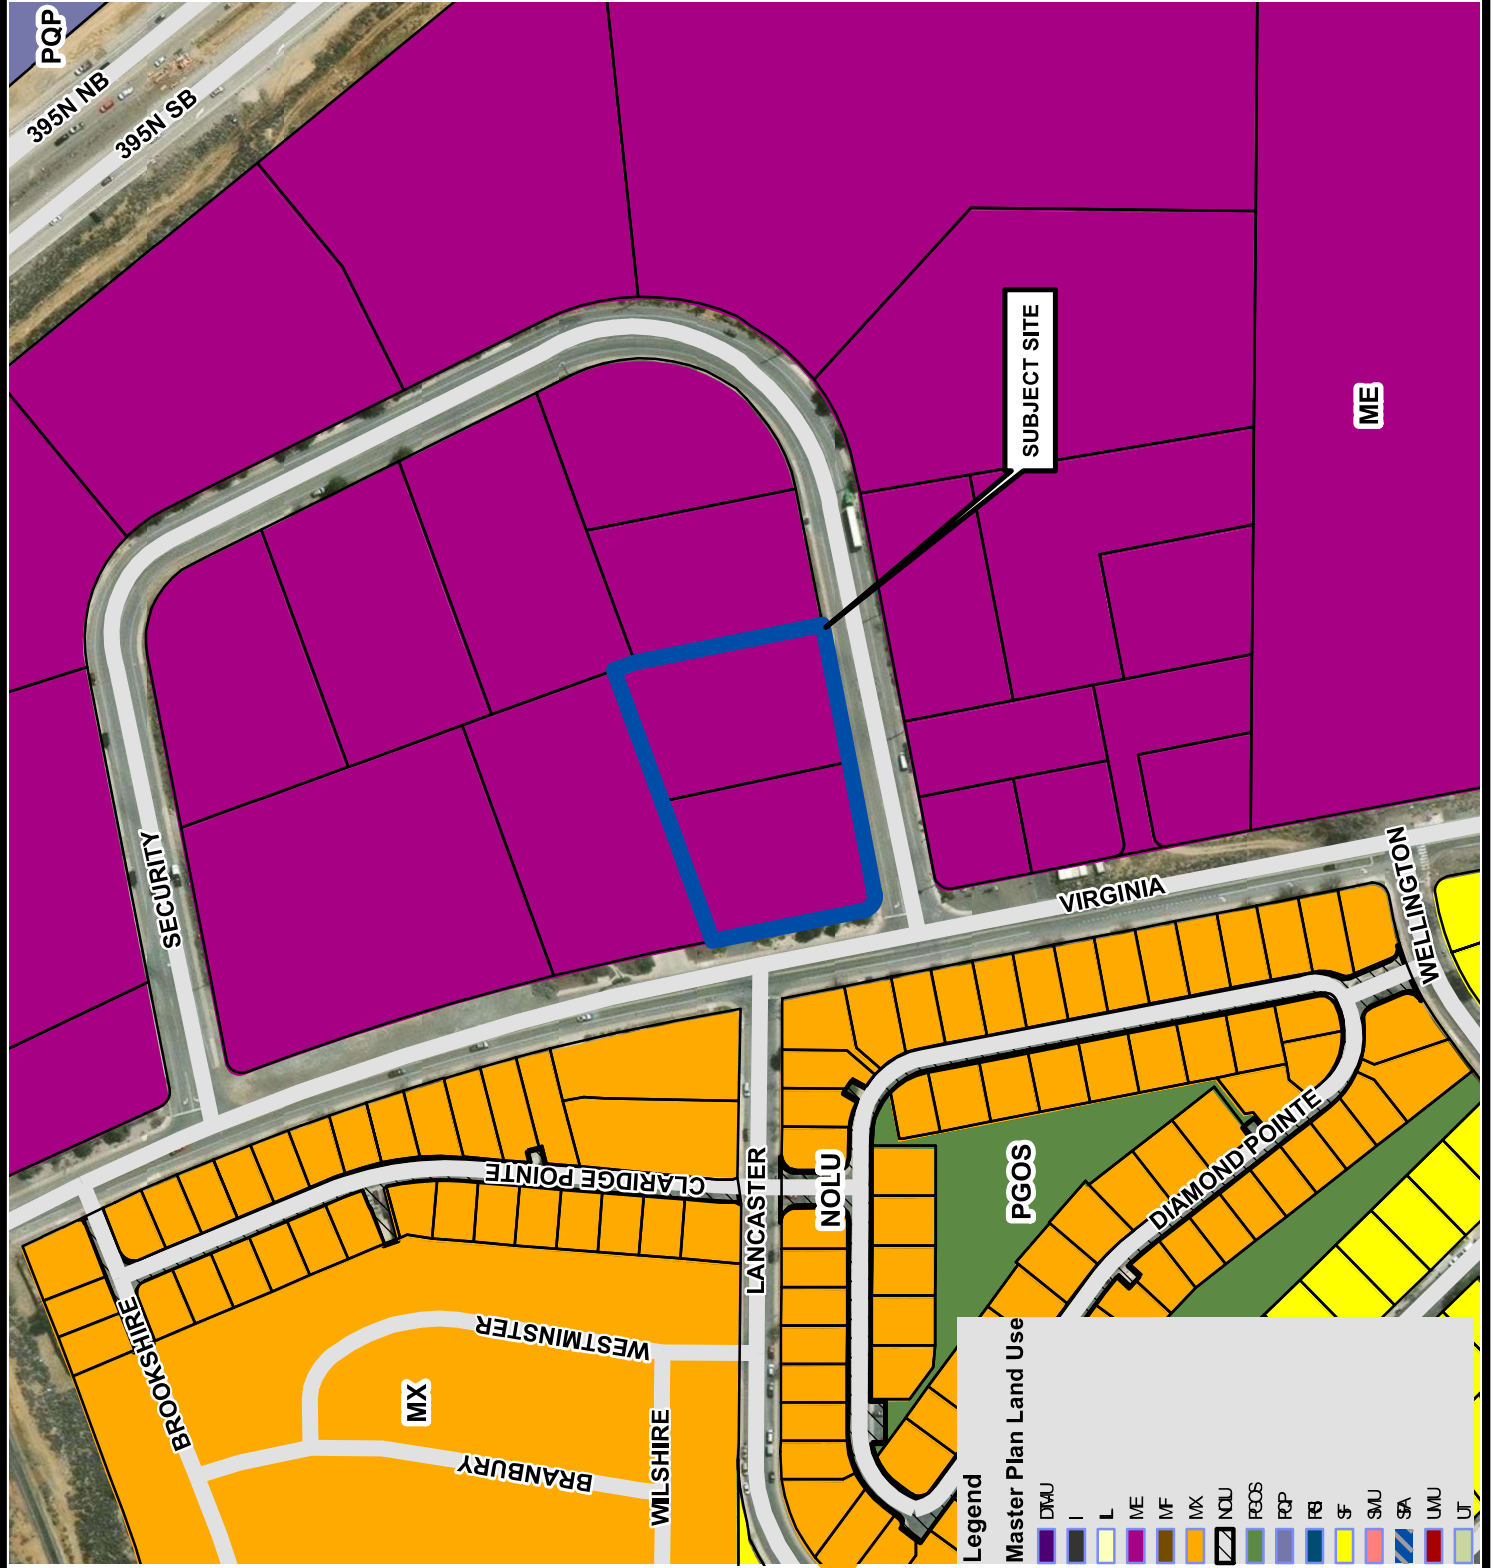 PQP
395N NB
395N SB
SUBJECT SITE
ME
SECURITY
VIRGINIA
WELLINGTON
CLARIDGE POINTE
LANCASTER
NOLU
PGOS
DIAMOND POINTE
BROOKSHIRE
WESTMINSTER
MX
BRANBURY
WILSHIRE
Legend
Master Plan Land Use
DTMU
I
L
ME
MF
MX
NOLU
PGOS
PQP
RSI
SF
SMU
SPA
UMU
UT